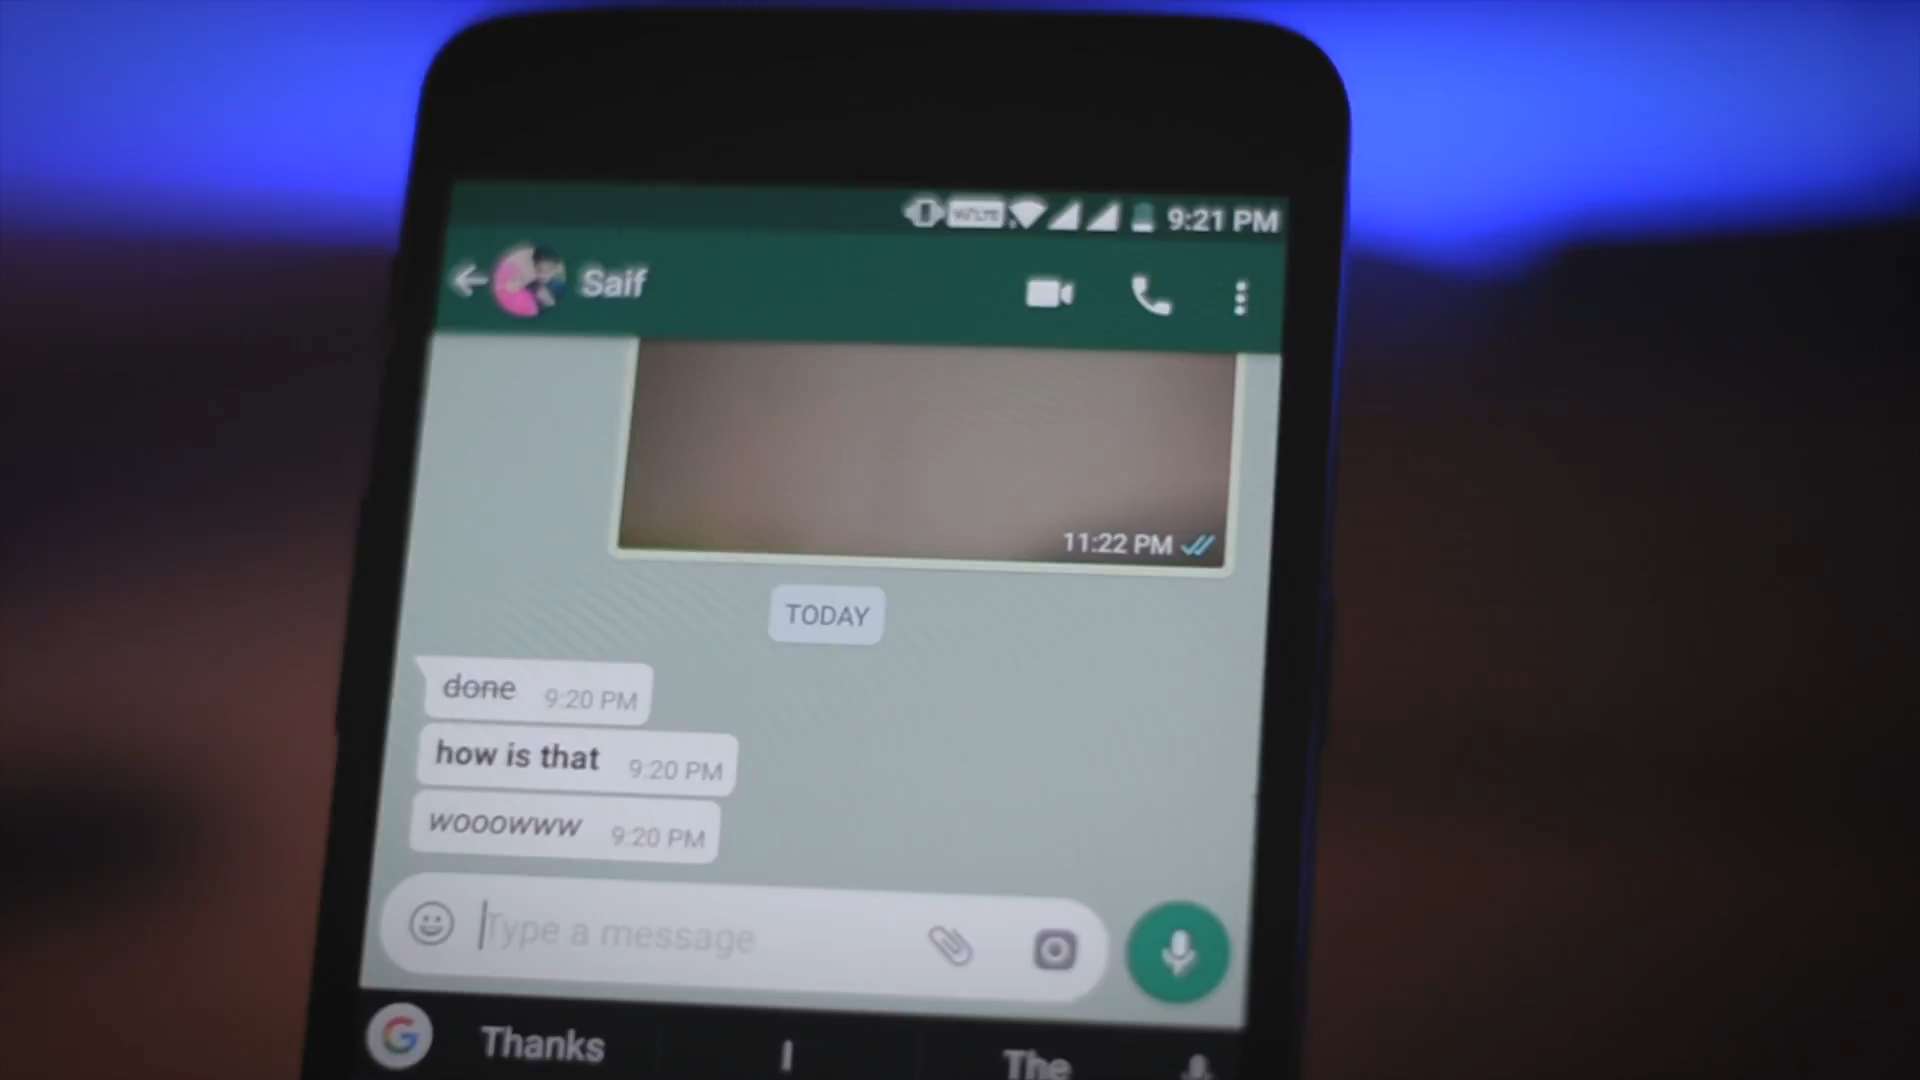 VoLTE 9:21 PM
Saif
11:22 PM
TODAY
done 9:20 PM
how is that 9:20 PM
wooowww 9:20 PM
Type a message
G Thanks I The